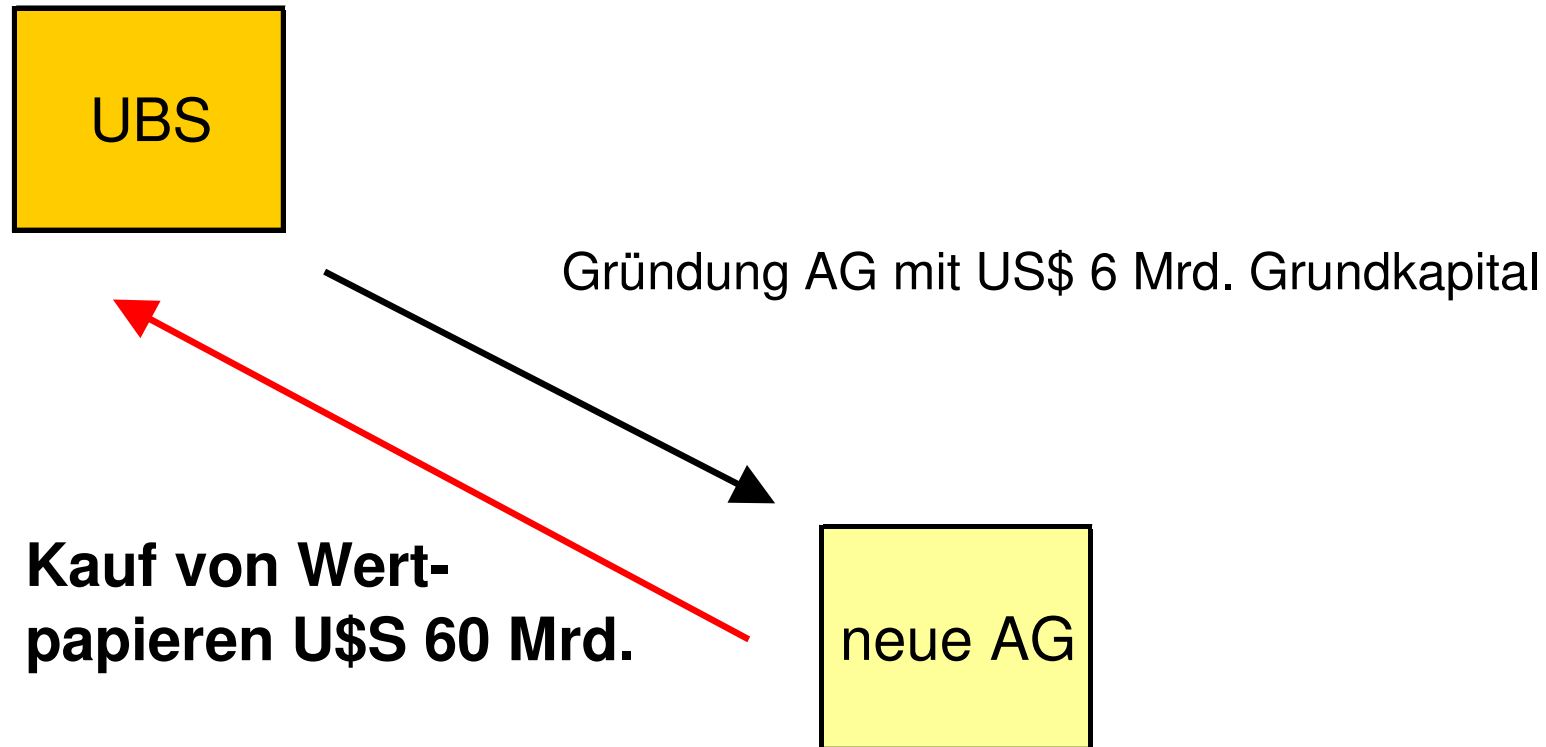 UBS
Gründung AG mit US$ 6 Mrd. Grundkapital
Kauf von Wert-
papieren U$S 60 Mrd.
neue AG